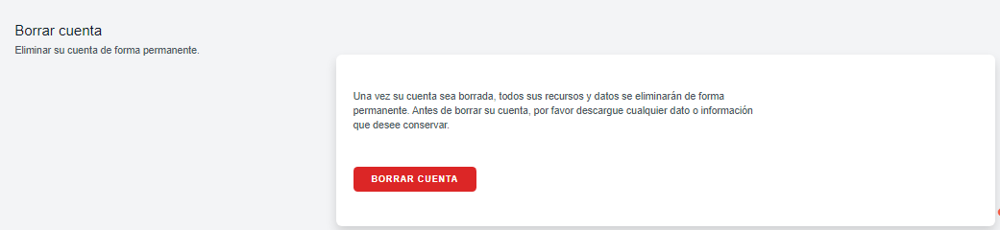 Borrar cuenta
Eliminar su cuenta de forma permanente.
Una vez su cuenta sea borrada, todos sus recursos y datos se eliminarán de forma
permanente. Antes de borrar su cuenta, por favor descargue cualquier dato o información
que desee conservar.
BORRAR CUENTA